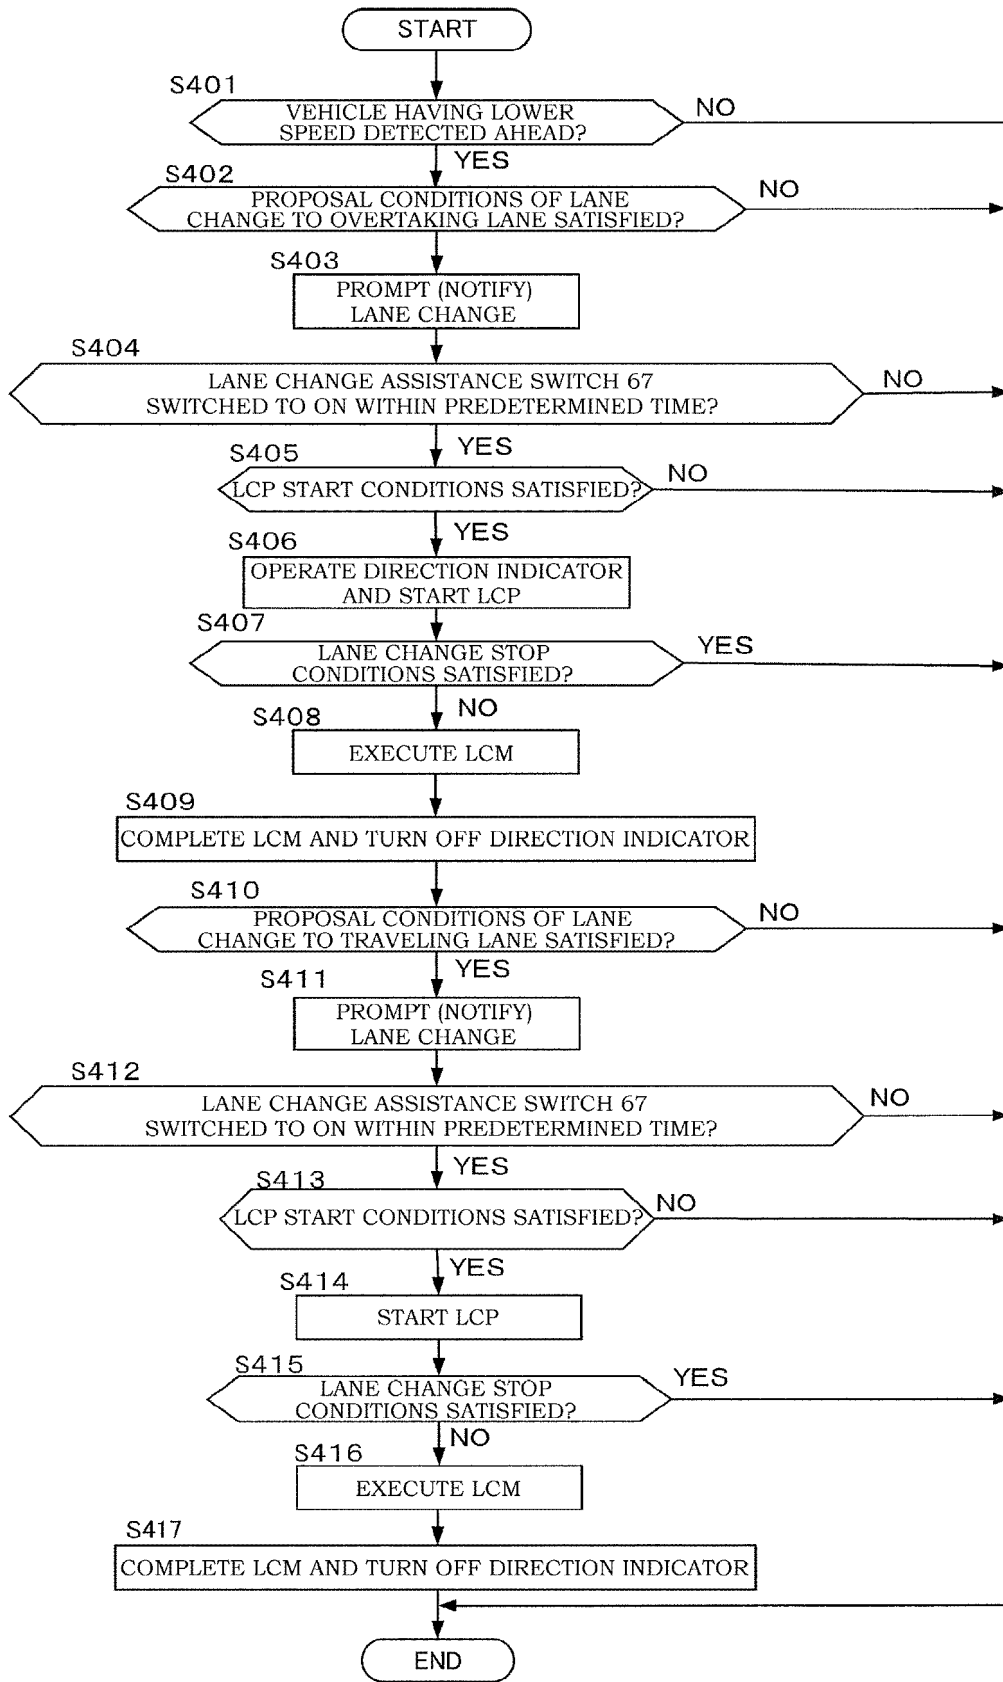 START
S401
VEHICLE HAVING LOWER
SPEED DETECTED AHEAD?
NO
YES
S402
PROPOSAL CONDITIONS OF LANE
CHANGE TO OVERTAKING LANE SATISFIED?
NO
YES
S403
PROMPT (NOTIFY)
LANE CHANGE
S404
LANE CHANGE ASSISTANCE SWITCH 67
SWITCHED TO ON WITHIN PREDETERMINED TIME?
NO
YES
S405
LCP START CONDITIONS SATISFIED?
NO
YES
S406
OPERATE DIRECTION INDICATOR
AND START LCP
S407
LANE CHANGE STOP
CONDITIONS SATISFIED?
YES
NO
S408
EXECUTE LCM
S409
COMPLETE LCM AND TURN OFF DIRECTION INDICATOR
S410
PROPOSAL CONDITIONS OF LANE
CHANGE TO TRAVELING LANE SATISFIED?
NO
YES
S411
PROMPT (NOTIFY)
LANE CHANGE
S412
LANE CHANGE ASSISTANCE SWITCH 67
SWITCHED TO ON WITHIN PREDETERMINED TIME?
NO
YES
S413
LCP START CONDITIONS SATISFIED?
NO
YES
S414
START LCP
S415
LANE CHANGE STOP
CONDITIONS SATISFIED?
YES
NO
S416
EXECUTE LCM
S417
COMPLETE LCM AND TURN OFF DIRECTION INDICATOR
END